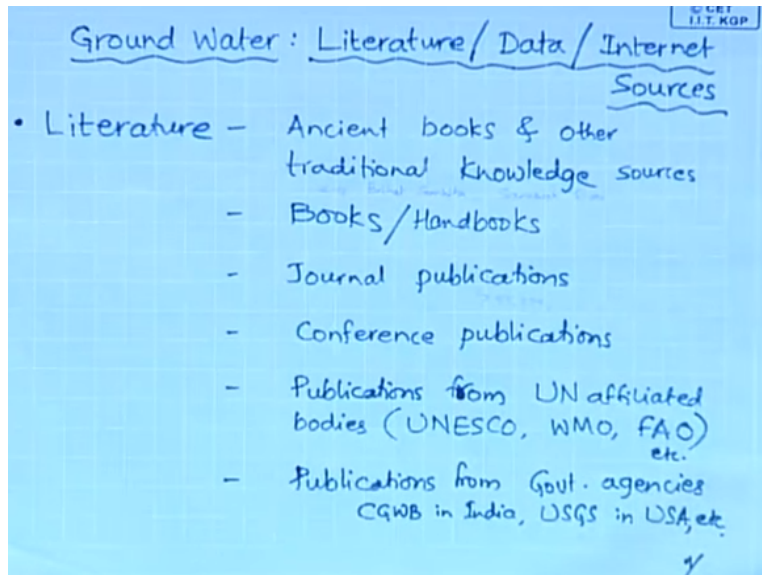 © CET
I.I.T. KGP
Ground Water : Literature / Data / Internet
Sources
• Literature – Ancient books & other
traditional knowledge sources
– Books / Handbooks
– Journal publications
– Conference publications
– Publications from UN affiliated
bodies (UNESCO, WMO, FAO)
etc.
– Publications from Govt. agencies
CGWB in India, USGS in USA, etc.